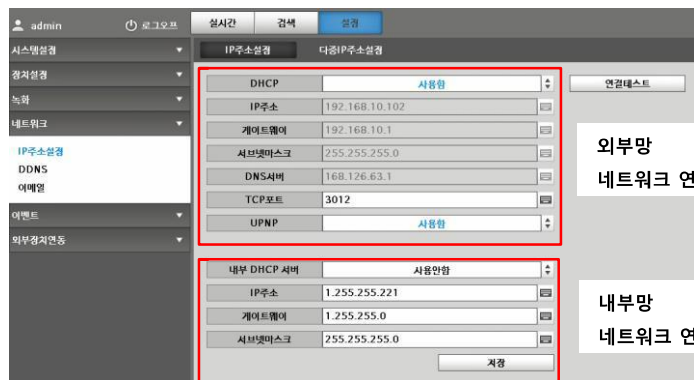 admin 로그오프 실시간 검색 설정
시스템설정 IP주소설정 다중IP주소설정
장치설정
녹화
네트워크
IP주소설정
DDNS
이메일
이벤트
외부장치연동
DHCP 사용함 연결테스트
IP주소 192.168.10.102
게이트웨이 192.168.10.1
서브넷마스크 255.255.255.0
DNS서버 168.126.63.1
TCP포트 3012
UPNP 사용함
외부망
네트워크 연
내부 DHCP 서버 사용안함
IP주소 1.255.255.221
게이트웨이 1.255.255.0
서브넷마스크 255.255.255.0
저장
내부망
네트워크 연